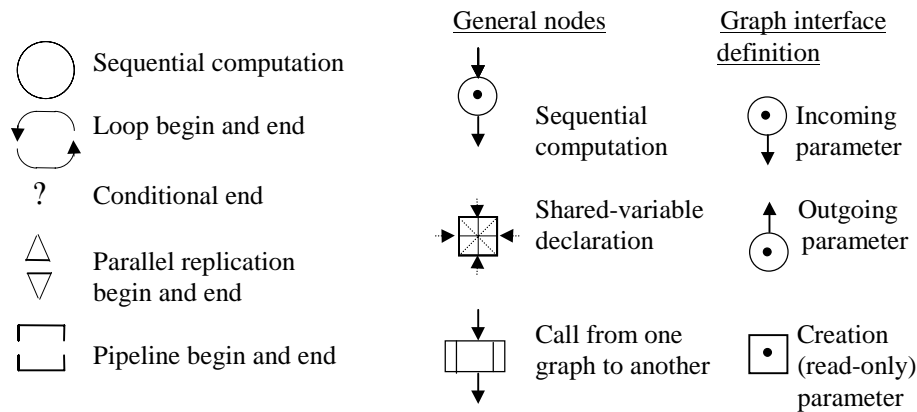 General nodes
Graph interface
definition
Sequential computation
Loop begin and end
?
Conditional end
Parallel replication
begin and end
Pipeline begin and end
Sequential
computation
Shared-variable
declaration
Call from one
graph to another
Incoming
parameter
Outgoing
parameter
Creation
(read-only)
parameter